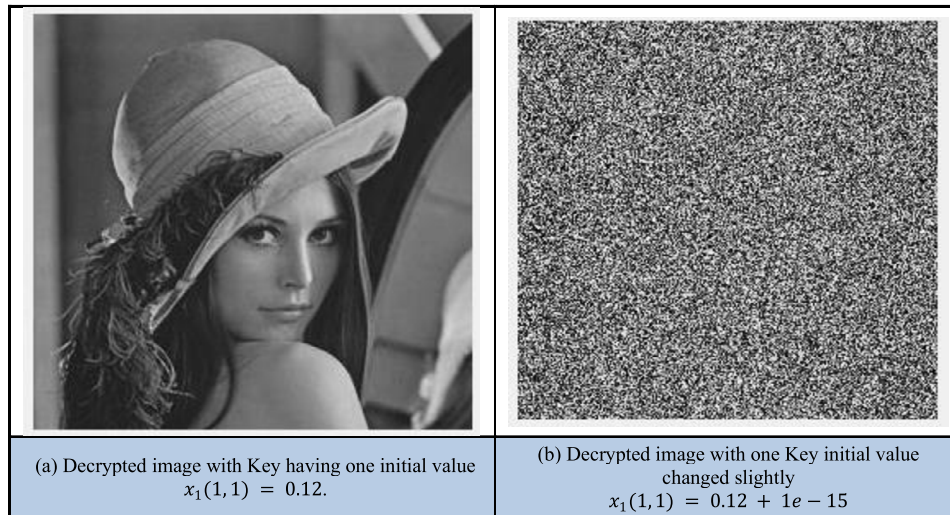 (a) Decrypted image with Key having one initial value
𝑥₁(1, 1) = 0.12.
(b) Decrypted image with one Key initial value
changed slightly
𝑥₁(1, 1) = 0.12 + 1𝑒 − 15